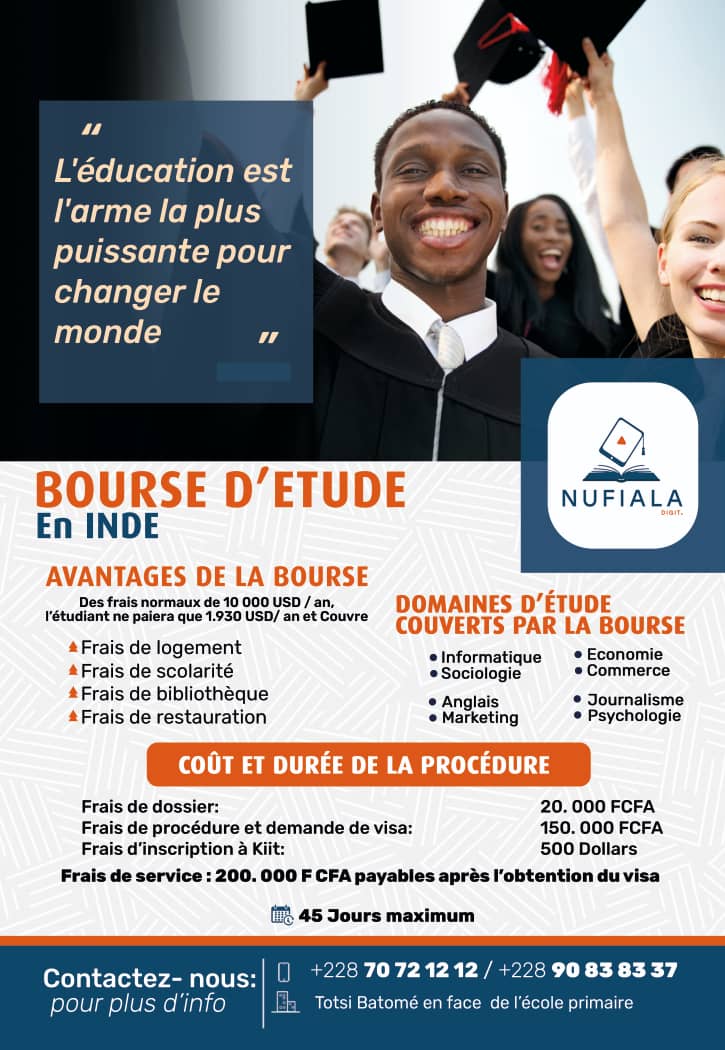 “
L'éducation est
l'arme la plus
puissante pour
changer le
monde
”
NUFIALA
DIGIT.
BOURSE D'ETUDE
En INDE
AVANTAGES DE LA BOURSE
Des frais normaux de 10 000 USD / an,
l'étudiant ne paiera que 1.930 USD/ an et Couvre
Frais de logement
Frais de scolarité
Frais de bibliothèque
Frais de restauration
DOMAINES D'ÉTUDE
COUVERTS PAR LA BOURSE
• Informatique
• Sociologie
• Anglais
• Marketing
• Economie
• Commerce
• Journalisme
• Psychologie
COÛT ET DURÉE DE LA PROCÉDURE
Frais de dossier: 20. 000 FCFA
Frais de procédure et demande de visa: 150. 000 FCFA
Frais d'inscription à Kiit: 500 Dollars
Frais de service : 200. 000 F CFA payables après l'obtention du visa
45 Jours maximum
Contactez- nous:
pour plus d'info
+228 70 72 12 12 / +228 90 83 83 37
Totsi Batomé en face de l'école primaire